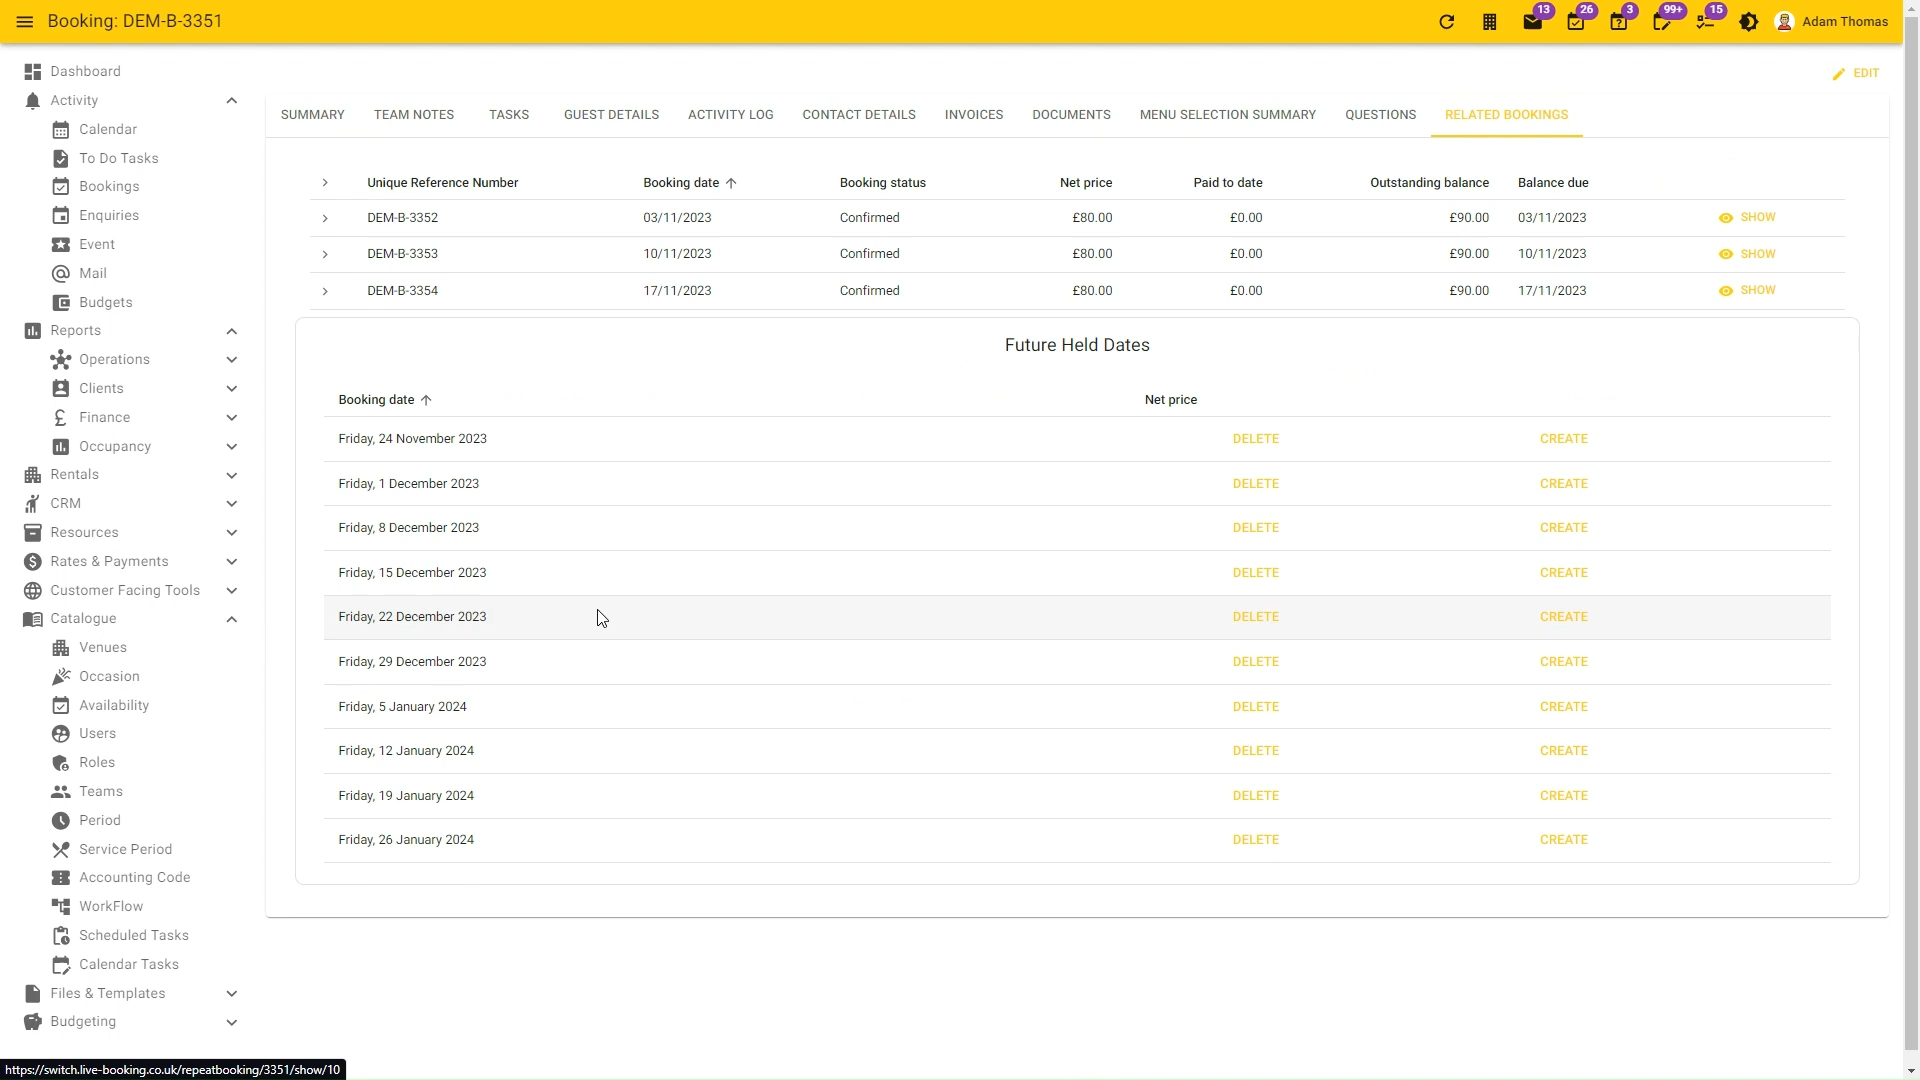 Booking: DEM-B-3351
13
26
3
99+
15
Adam Thomas
Dashboard
Activity
Calendar
To Do Tasks
Bookings
Enquiries
Event
Mail
Budgets
Reports
Operations
Clients
Finance
Occupancy
Rentals
CRM
Resources
Rates & Payments
Customer Facing Tools
Catalogue
Venues
Occasion
Availability
Users
Roles
Teams
Period
Service Period
Accounting Code
WorkFlow
Scheduled Tasks
Calendar Tasks
Files & Templates
Budgeting
EDIT
SUMMARY TEAM NOTES TASKS GUEST DETAILS ACTIVITY LOG CONTACT DETAILS INVOICES DOCUMENTS MENU SELECTION SUMMARY QUESTIONS RELATED BOOKINGS
Unique Reference Number Booking date Booking status Net price Paid to date Outstanding balance Balance due
DEM-B-3352 03/11/2023 Confirmed £80.00 £0.00 £90.00 03/11/2023 SHOW
DEM-B-3353 10/11/2023 Confirmed £80.00 £0.00 £90.00 10/11/2023 SHOW
DEM-B-3354 17/11/2023 Confirmed £80.00 £0.00 £90.00 17/11/2023 SHOW
Future Held Dates
Booking date Net price
Friday, 24 November 2023 DELETE CREATE
Friday, 1 December 2023 DELETE CREATE
Friday, 8 December 2023 DELETE CREATE
Friday, 15 December 2023 DELETE CREATE
Friday, 22 December 2023 DELETE CREATE
Friday, 29 December 2023 DELETE CREATE
Friday, 5 January 2024 DELETE CREATE
Friday, 12 January 2024 DELETE CREATE
Friday, 19 January 2024 DELETE CREATE
Friday, 26 January 2024 DELETE CREATE
https://switch.live-booking.co.uk/repeatbooking/3351/show/10